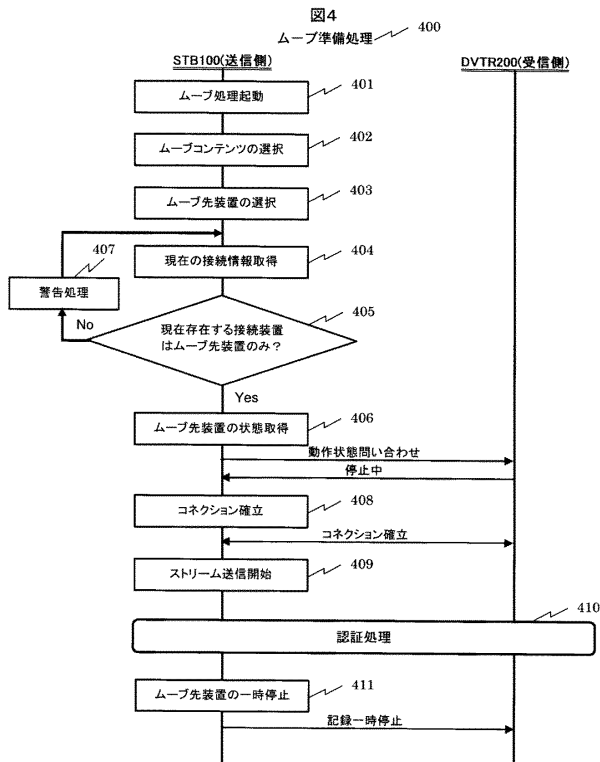 図4
ムーブ準備処理 400
STB100(送信側)
DVTR200(受信側)
ムーブ処理起動 401
ムーブコンテンツの選択 402
ムーブ先装置の選択 403
現在の接続情報取得 404
407
警告処理
405
現在存在する接続装置
はムーブ先装置のみ？
No
Yes
ムーブ先装置の状態取得 406
動作状態問い合わせ
停止中
コネクション確立 408
コネクション確立
ストリーム送信開始 409
410
認証処理
ムーブ先装置の一時停止 411
記録一時停止